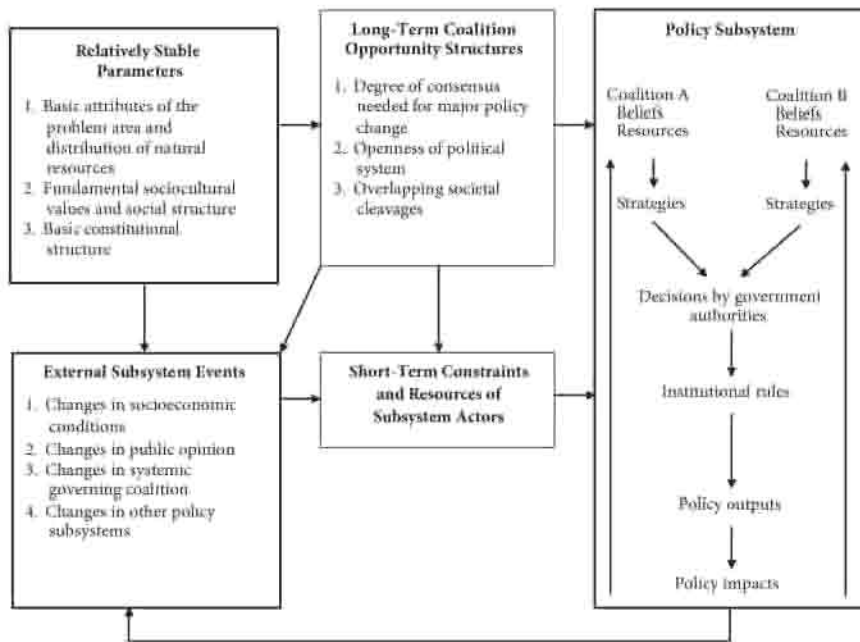 Relatively Stable
Parameters
1. Basic attributes of the
problem area and
distribution of natural
resources
2. Fundamental sociocultural
values and social structure
3. Basic constitutional
structure
Long-Term Coalition
Opportunity Structures
1. Degree of consensus
needed for major policy
change
2. Openness of political
system
3. Overlapping societal
cleavages
Policy Subsystem
Coalition A
Beliefs
Resources
Coalition B
Beliefs
Resources
Strategies
Strategies
Decisions by government
authorities
Institutional rules
Policy outputs
Policy impacts
External Subsystem Events
1. Changes in socioeconomic
conditions
2. Changes in public opinion
3. Changes in systemic
governing coalition
4. Changes in other policy
subsystems
Short-Term Constraints
and Resources of
Subsystem Actors